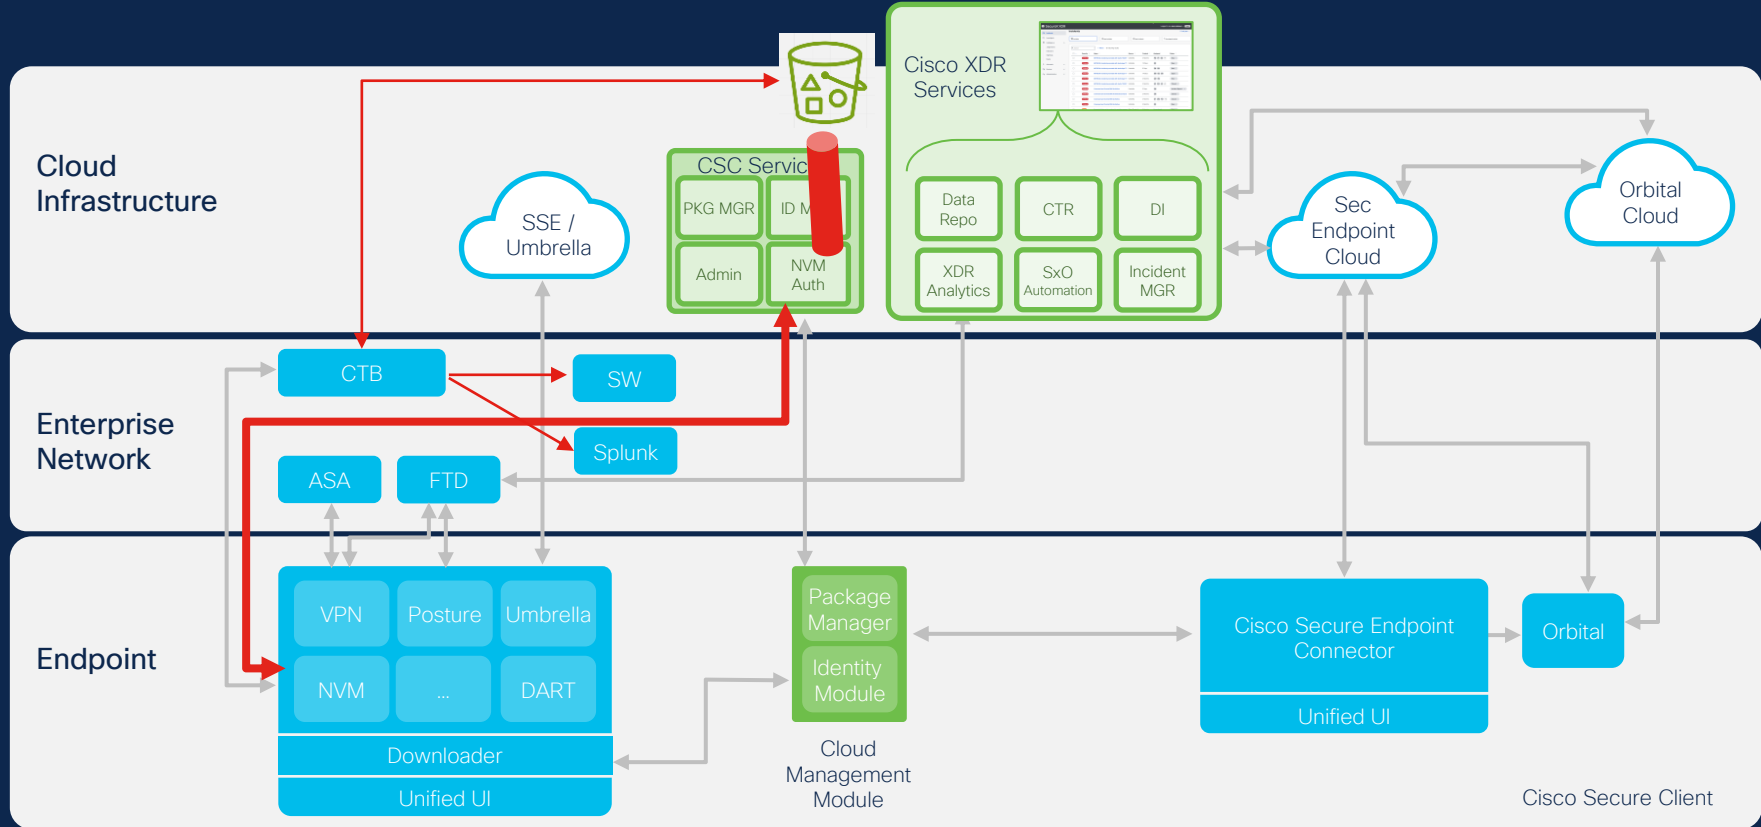 Cisco XDR
Services
Cloud
Infrastructure
SSE /
Umbrella
CSC Servic
PKG MGR
ID M
Admin
NVM
Auth
Data
Repo
CTR
DI
XDR
Analytics
SxO
Automation
Incident
MGR
Sec
Endpoint
Cloud
Orbital
Cloud
Enterprise
Network
CTB
SW
Splunk
ASA
FTD
Endpoint
VPN
Posture
Umbrella
NVM
...
DART
Downloader
Unified UI
Package
Manager
Identity
Module
Cloud
Management
Module
Cisco Secure Endpoint
Connector
Unified UI
Orbital
Cisco Secure Client